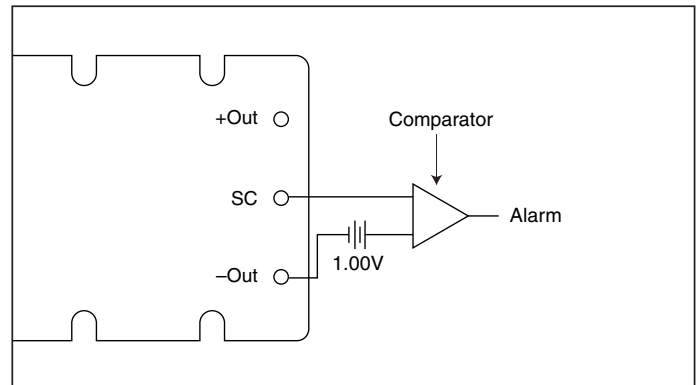 +Out
Comparator
SC
Alarm
–Out
1.00V